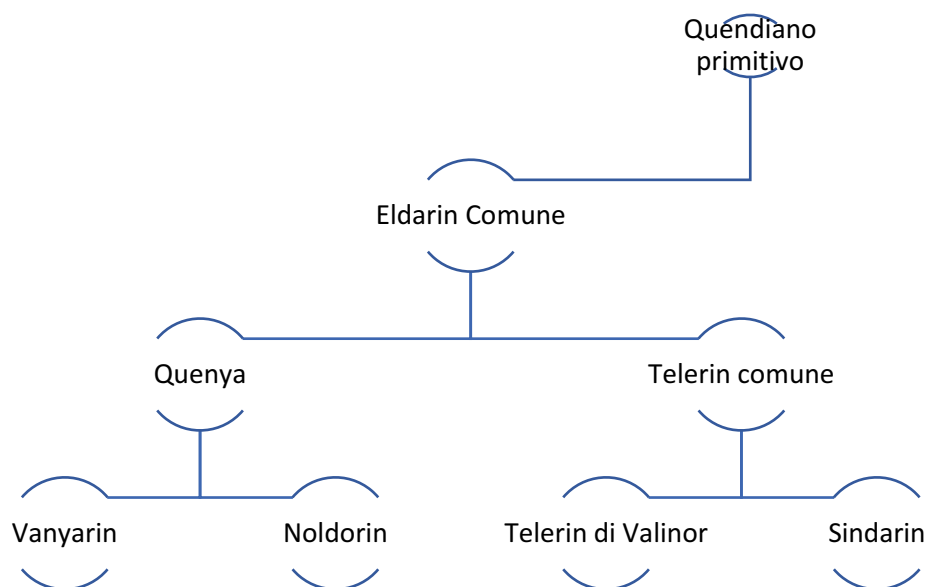 Quendiano
primitivo
Eldarin Comune
Quenya
Telerin comune
Vanyarin
Noldorin
Telerin di Valinor
Sindarin